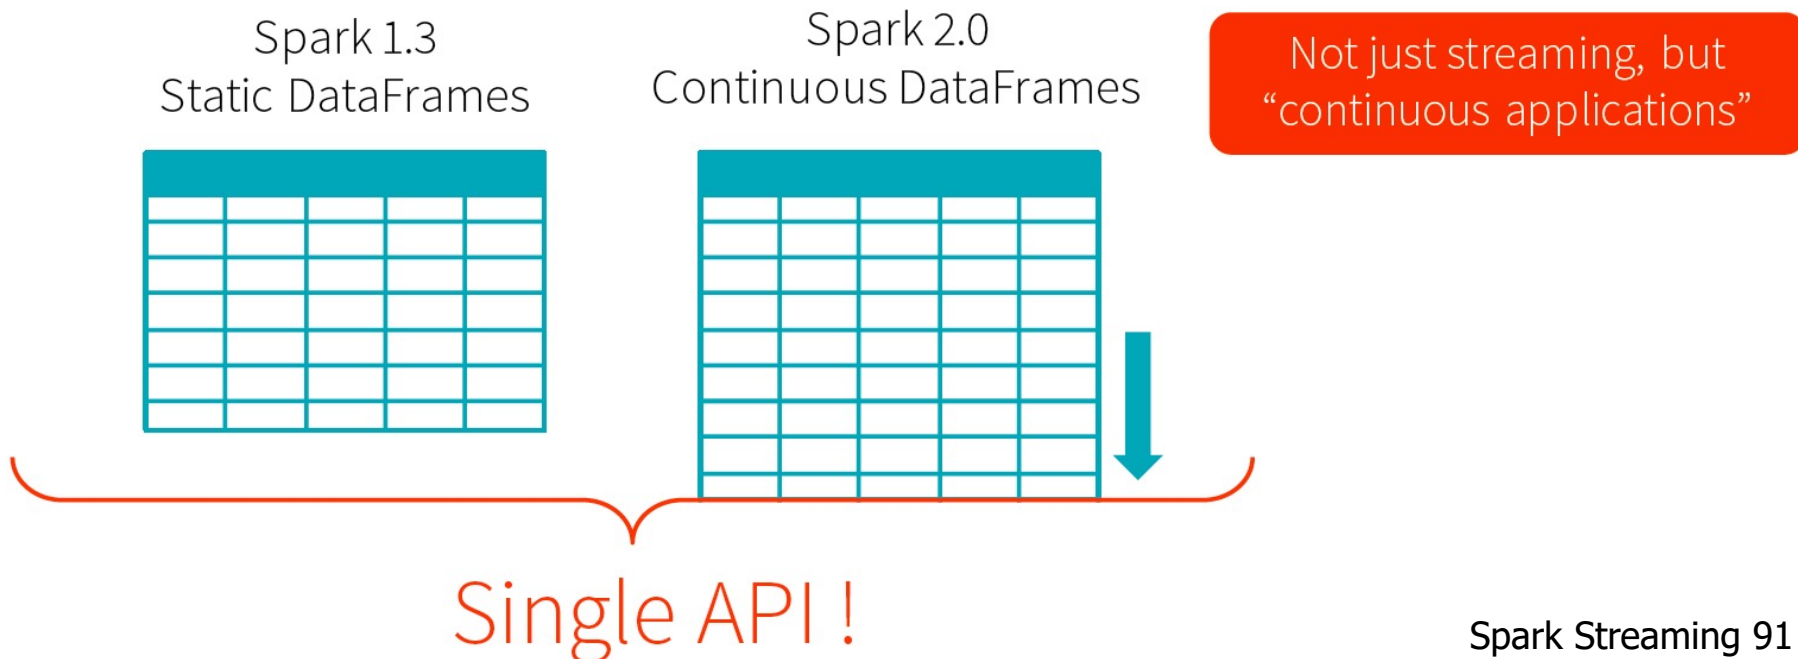 Spark 1.3
Static DataFrames
Spark 2.0
Continuous DataFrames
Not just streaming, but
“continuous applications”
Single API !
Spark Streaming 91